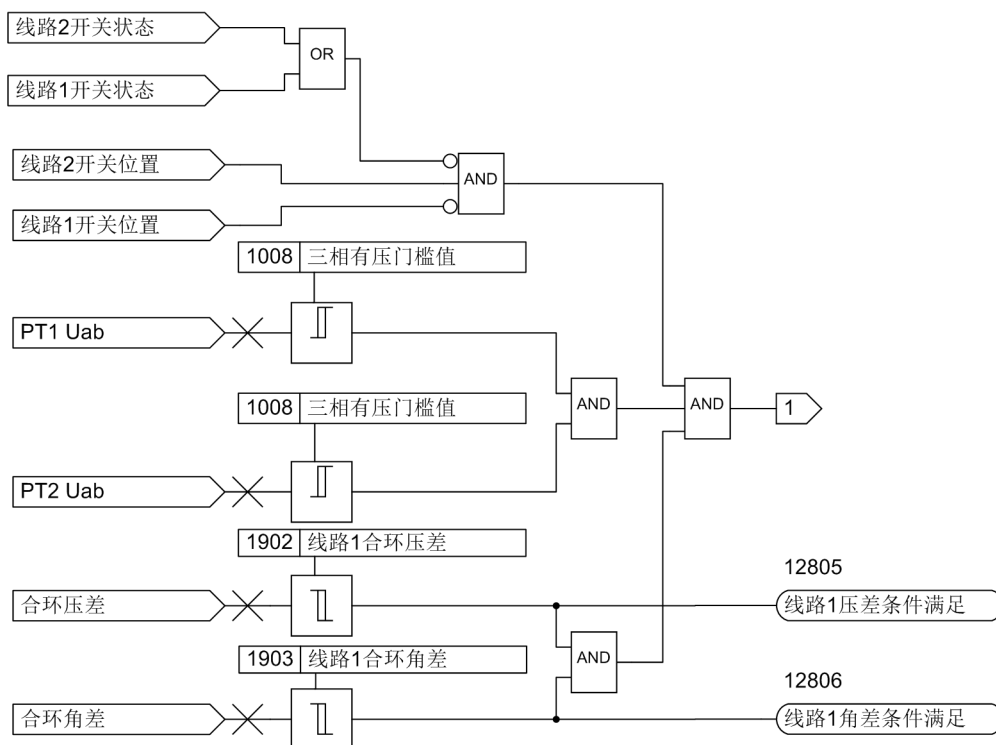 线路2开关状态
OR
线路1开关状态
线路2开关位置
AND
线路1开关位置
1008 三相有压门槛值
PT1 Uab
1008 三相有压门槛值
AND
AND
1
PT2 Uab
1902 线路1合环压差
12805
合环压差
线路1压差条件满足
AND
1903 线路1合环角差
12806
合环角差
线路1角差条件满足